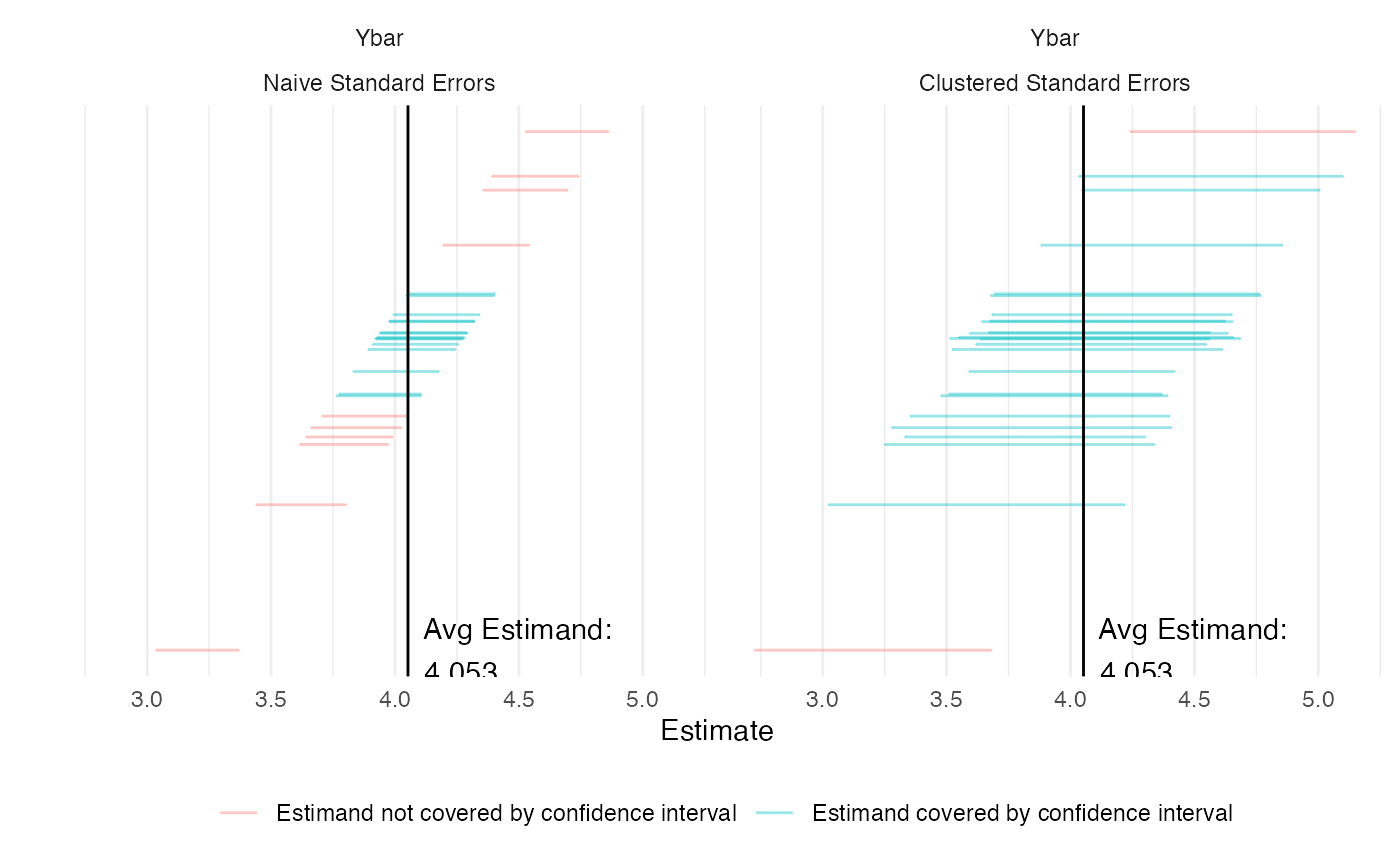 Ybar
Ybar
Naive Standard Errors
Clustered Standard Errors
Avg Estimand:
4.053
Avg Estimand:
4.053
3.0 3.5 4.0 4.5 5.0
3.0 3.5 4.0 4.5 5.0
Estimate
Estimand not covered by confidence interval
Estimand covered by confidence interval